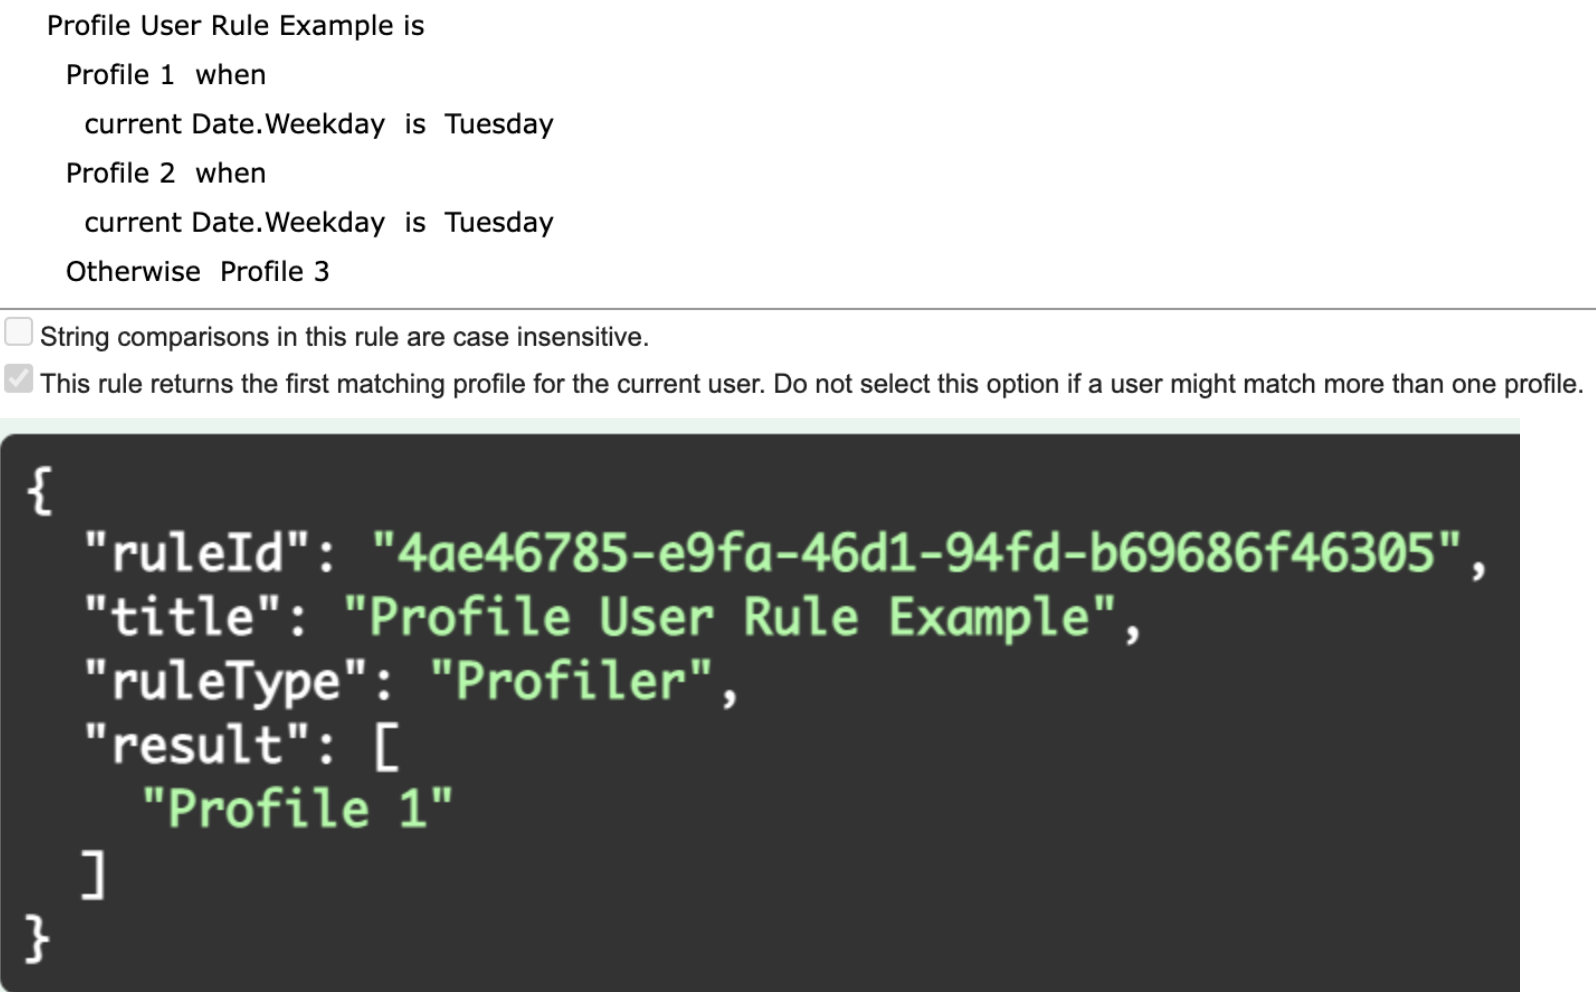 Profile User Rule Example is
Profile 1 when
current Date.Weekday is Tuesday
Profile 2 when
current Date.Weekday is Tuesday
Otherwise Profile 3
String comparisons in this rule are case insensitive.
This rule returns the first matching profile for the current user. Do not select this option if a user might match more than one profile.
{
"ruleId": "4ae46785-e9fa-46d1-94fd-b69686f46305",
"title": "Profile User Rule Example",
"ruleType": "Profiler",
"result": [
"Profile 1"
]
}